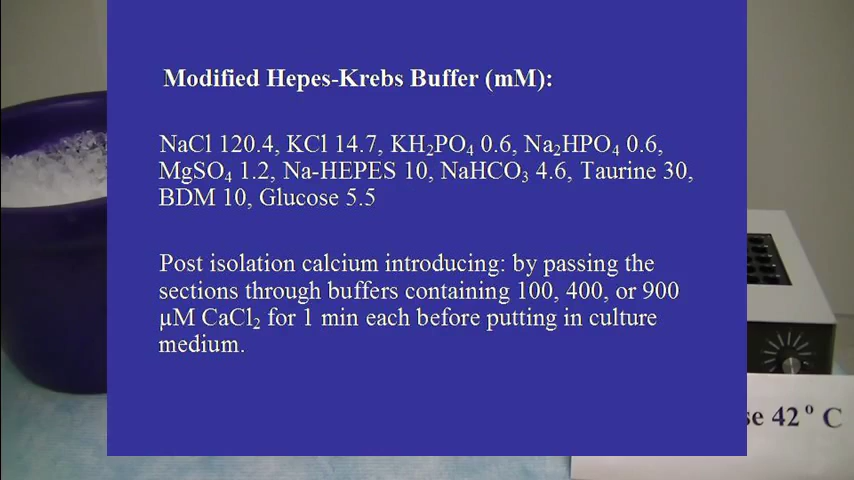 Modified Hepes-Krebs Buffer (mM):
NaCl 120.4, KCl 14.7, KH₂PO₄ 0.6, Na₂HPO₄ 0.6,
MgSO₄ 1.2, Na-HEPES 10, NaHCO₃ 4.6, Taurine 30,
BDM 10, Glucose 5.5
Post isolation calcium introducing: by passing the
sections through buffers containing 100, 400, or 900
µM CaCl₂ for 1 min each before putting in culture
medium.
42° C